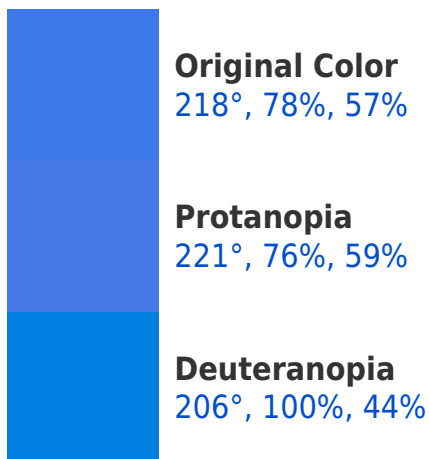 Original Color
218°, 78%, 57%
Protanopia
221°, 76%, 59%
Deuteranopia
206°, 100%, 44%